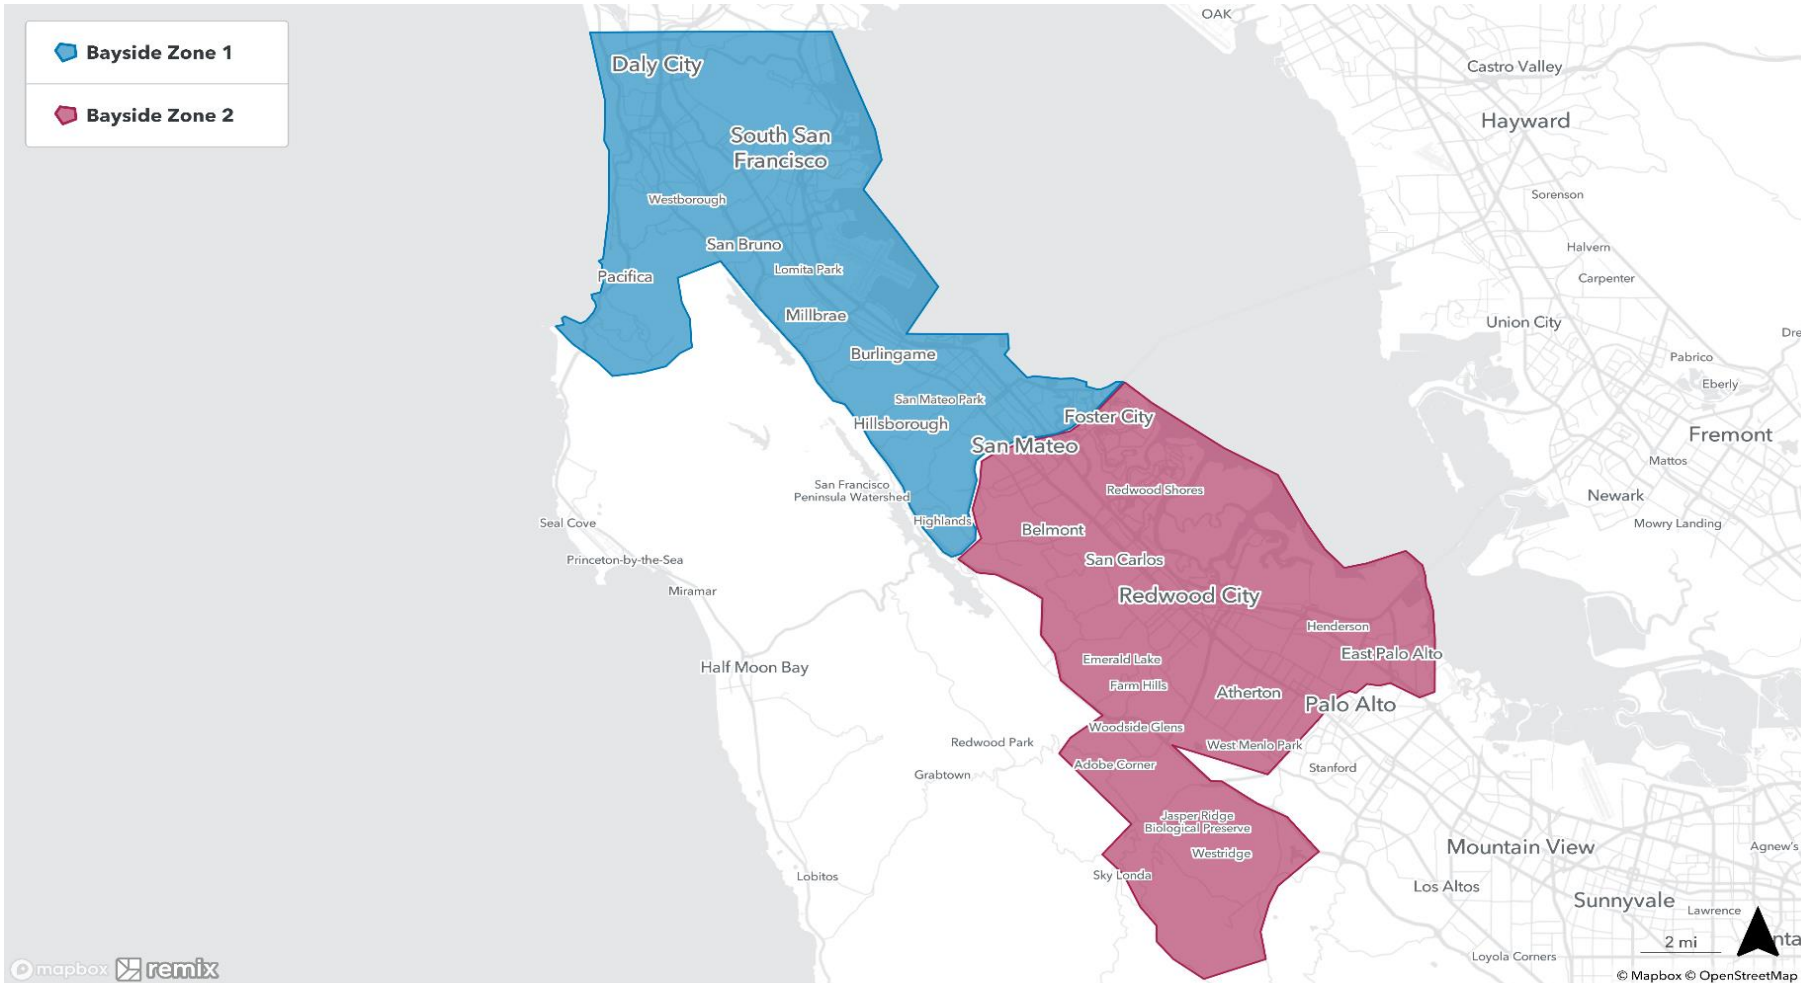 Bayside Zone 1
Bayside Zone 2
OAK
Daly City
Castro Valley
South San
Francisco
Hayward
Westborough
Sorenson
San Bruno
Halvern
Lomita Park
Pacifica
Carpenter
Millbrae
Union City
Dre
Burlingame
Pabrico
Eberly
San Mateo Park
Foster City
Hillsborough
Fremont
San Mateo
Mattos
San Francisco
Peninsula Watershed
Redwood Shores
Newark
Highlands
Seal Cove
Mowry Landing
Belmont
San Carlos
Princeton-by-the-Sea
Miramar
Redwood City
Henderson
East Palo Alto
Emerald Lake
Half Moon Bay
Farm Hills
Atherton
Palo Alto
Woodside Glens
Redwood Park
West Menlo Park
Adobe Corner
Stanford
Grabtown
Jasper Ridge
Biological Preserve
Mountain View
Agnew's
Westridge
Sky Londa
Lobitos
Los Altos
Sunnyvale
Lawrence
2 mi
nta
Loyola Corners
mapbox
remix
© Mapbox © OpenStreetMap